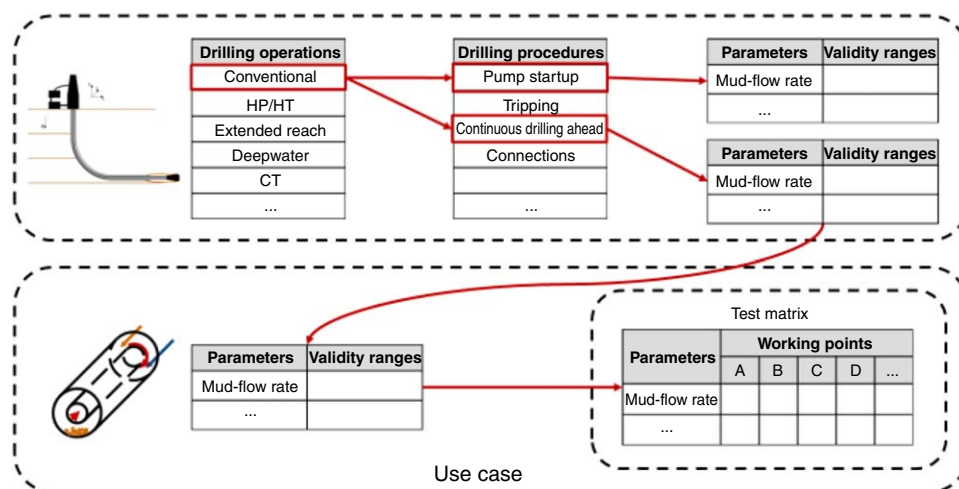 Drilling operations
Conventional
HP/HT
Extended reach
Deepwater
CT
...
Drilling procedures
Pump startup
Tripping
Continuous drilling ahead
Connections
...
Parameters Validity ranges
Mud-flow rate
...
Parameters Validity ranges
Mud-flow rate
...
Parameters Validity ranges
Mud-flow rate
...
Test matrix
Parameters Working points
A B C D ...
Mud-flow rate
...
Use case